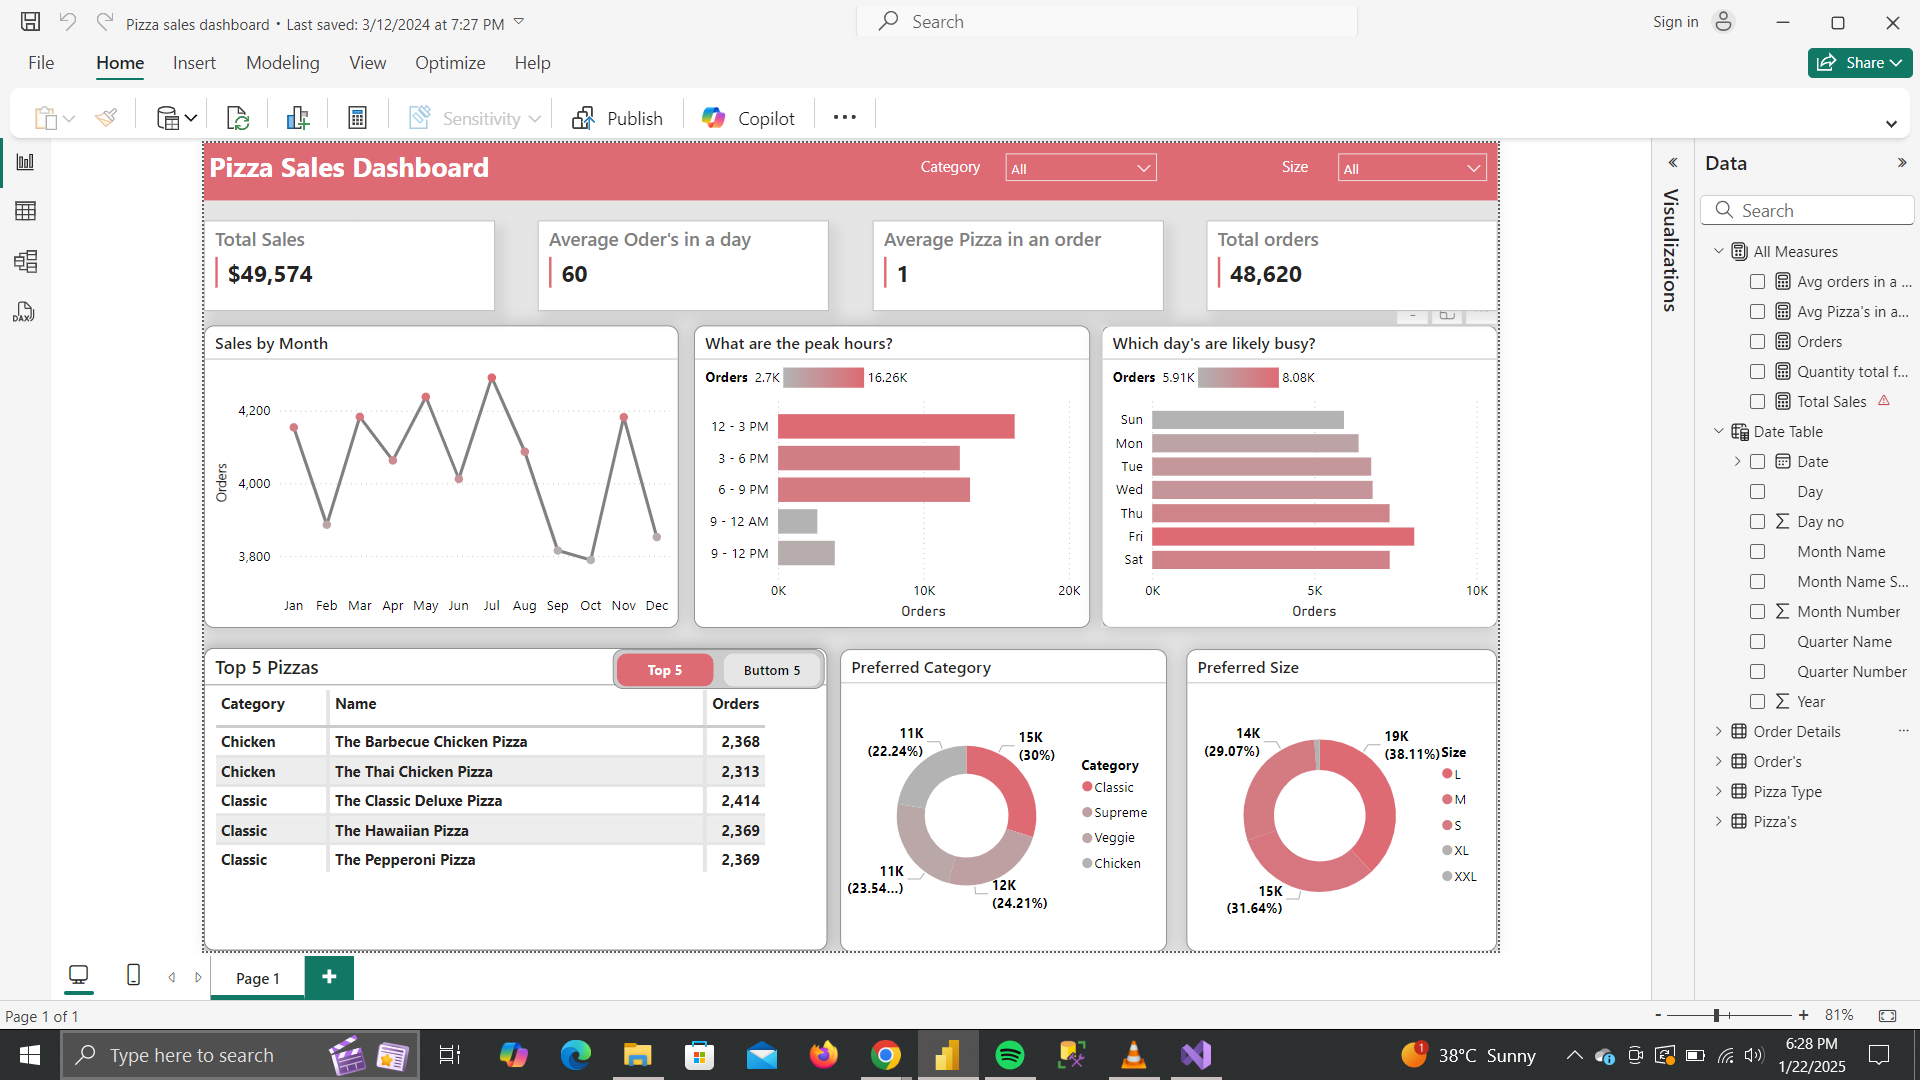 Pizza sales dashboard • Last saved: 3/12/2024 at 7:27 PM
Search
Sign in
File Home Insert Modeling View Optimize Help
Share
Sensitivity
Publish
Copilot
Pizza Sales Dashboard
Category
All
Size
All
Total Sales
$49,574
Average Oder's in a day
60
Average Pizza in an order
1
Total orders
48,620
Sales by Month
4,200
4,000
3,800
Orders
Jan Feb Mar Apr May Jun Jul Aug Sep Oct Nov Dec
What are the peak hours?
Orders 2.7K 16.26K
12 - 3 PM
3 - 6 PM
6 - 9 PM
9 - 12 AM
9 - 12 PM
0K 10K 20K
Orders
Which day's are likely busy?
Orders 5.91K 8.08K
Sun
Mon
Tue
Wed
Thu
Fri
Sat
0K 5K 10K
Orders
Top 5 Pizzas
Top 5
Buttom 5
Category Name Orders
Chicken The Barbecue Chicken Pizza 2,368
Chicken The Thai Chicken Pizza 2,313
Classic The Classic Deluxe Pizza 2,414
Classic The Hawaiian Pizza 2,369
Classic The Pepperoni Pizza 2,369
Preferred Category
11K
(22.24%)
15K
(30%)
11K
(23.54...)
12K
(24.21%)
Category
Classic
Supreme
Veggie
Chicken
Preferred Size
14K
(29.07%)
19K
(38.11%)
15K
(31.64%)
Size
L
M
S
XL
XXL
Visualizations
Data
Search
All Measures
Avg orders in a ...
Avg Pizza's in a...
Orders
Quantity total f...
Total Sales
Date Table
Date
Day
Day no
Month Name
Month Name S...
Month Number
Quarter Name
Quarter Number
Year
Order Details
Order's
Pizza Type
Pizza's
DAX
Page 1
+
Page 1 of 1
- + 81%
Type here to search
1
38°C Sunny
6:28 PM
1/22/2025